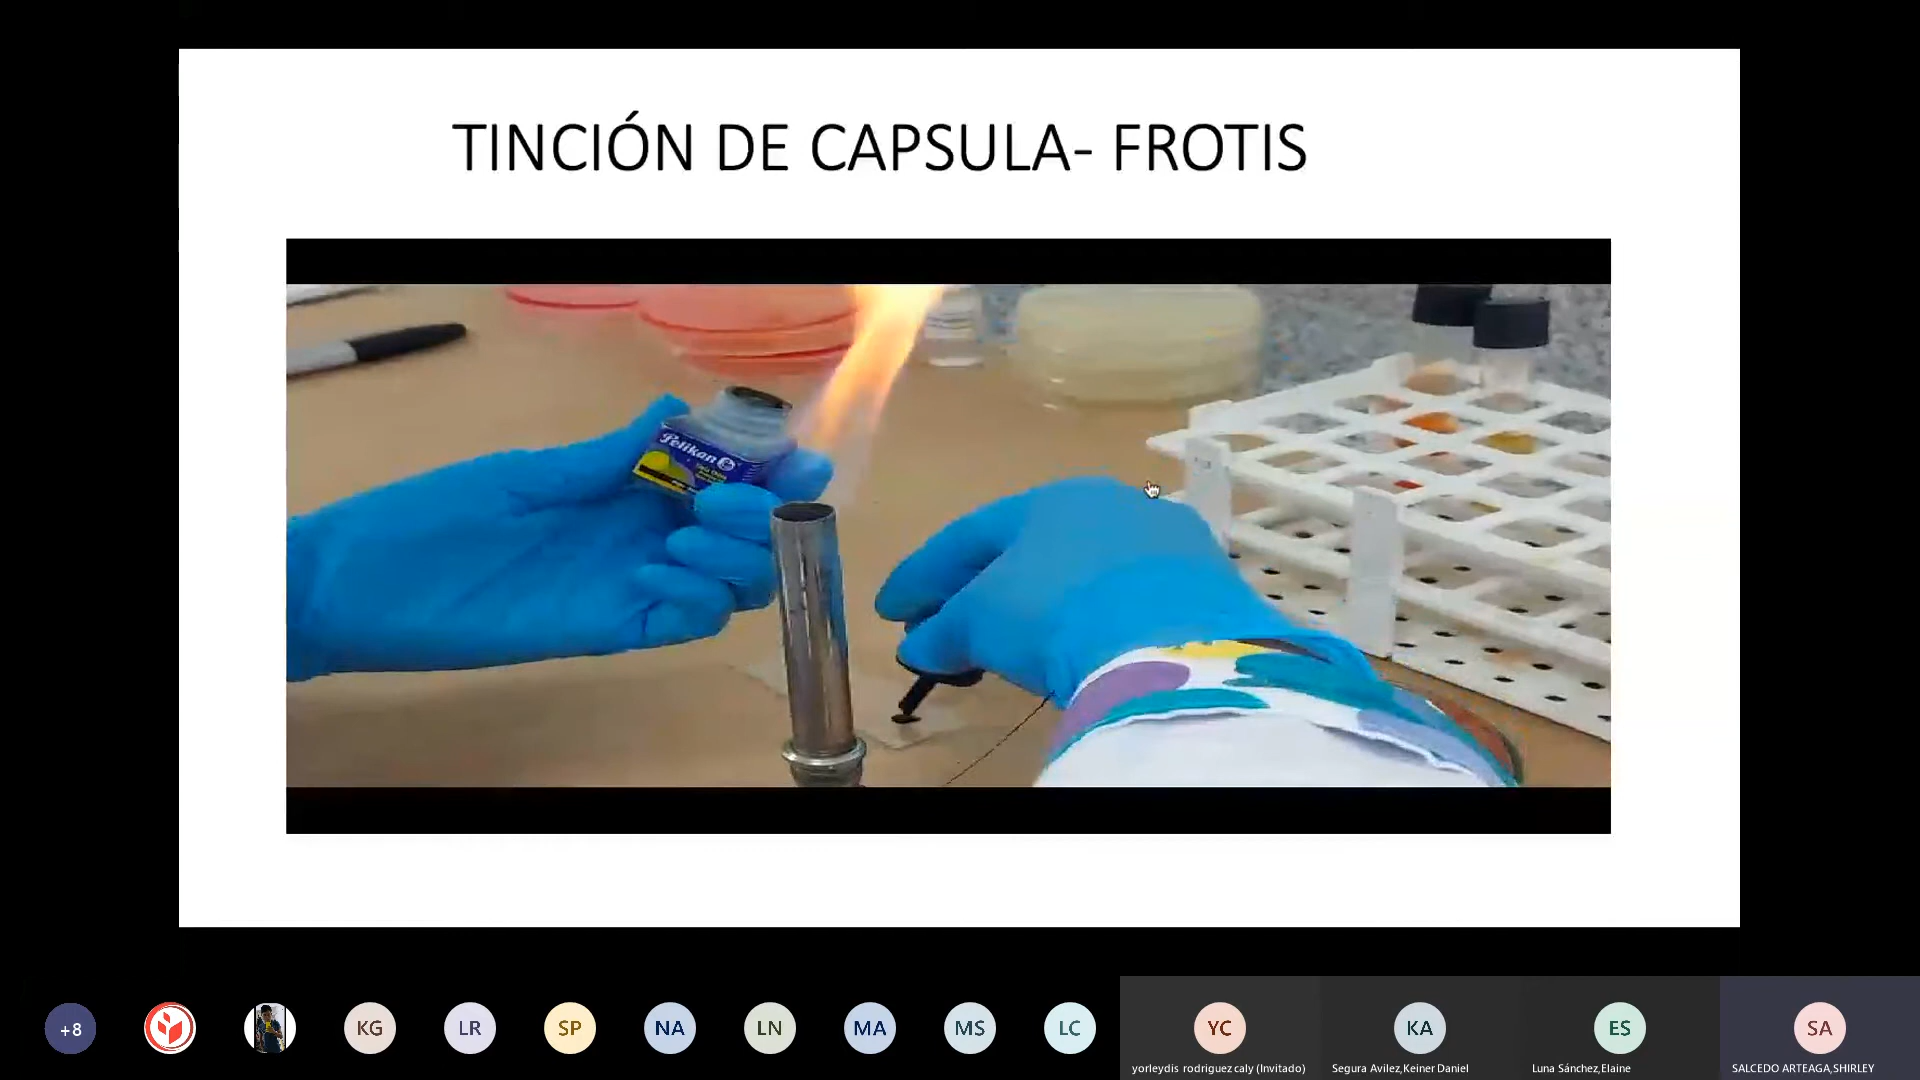 TINCIÓN DE CAPSULA- FROTIS
Pelikan
+8
KG
LR
SP
NA
LN
MA
MS
LC
YC
KA
ES
SA
yorleydis rodriguez caly (Invitado)
Segura Avilez,Keiner Daniel
Luna Sánchez,Elaine
SALCEDO ARTEAGA,SHIRLEY